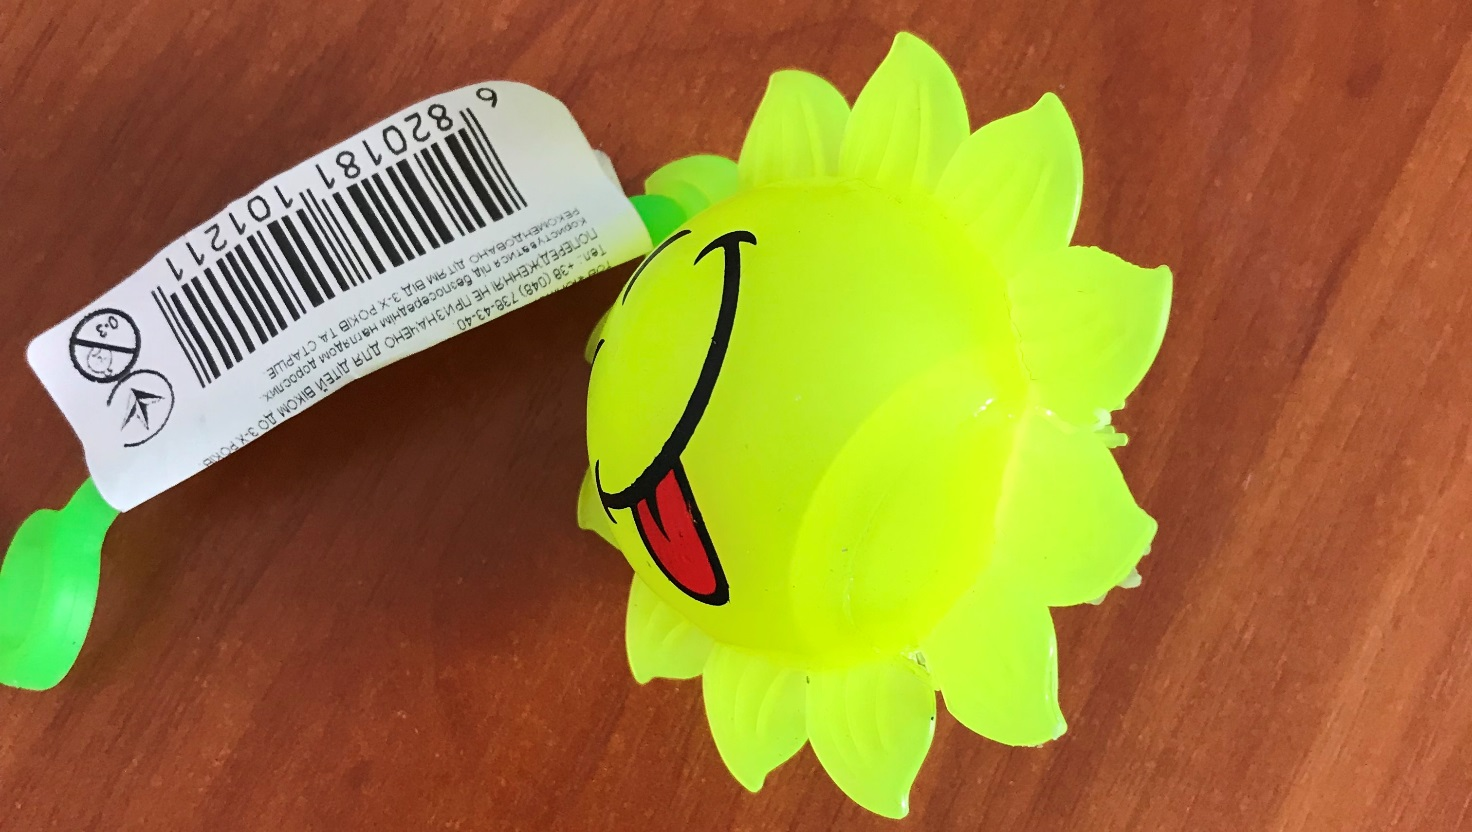 6 820181 101211
0-3
Тел.: +38 (048) 738-43-40
ПОПЕРЕДЖЕННЯ! НЕ ПРИЗНАЧЕНО ДЛЯ ДІТЕЙ ВІКОМ ДО 3-Х РОКІВ
Користуватися під безпосереднім наглядом дорослих.
РЕКОМЕНДОВАНО ДІТЯМ ВІД 3-Х РОКІВ ТА СТАРШЕ.